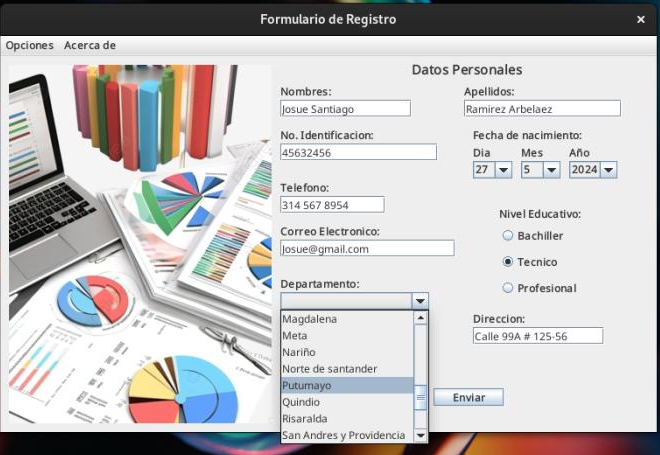 Formulario de Registro
Opciones Acerca de
Datos Personales
Nombres:
Josue Santiago
Apellidos:
Ramirez Arbelaez
No. Identificacion:
45632456
Fecha de nacimiento:
Dia Mes Año
27 5 2024
Telefono:
314 567 8954
Nivel Educativo:
Bachiller
Tecnico
Profesional
Correo Electronico:
Josue@gmail.com
Departamento:
Magdalena
Meta
Nariño
Norte de santander
Putumayo
Quindio
Risaralda
San Andres y Providencia
Direccion:
Calle 99A # 125-56
Enviar